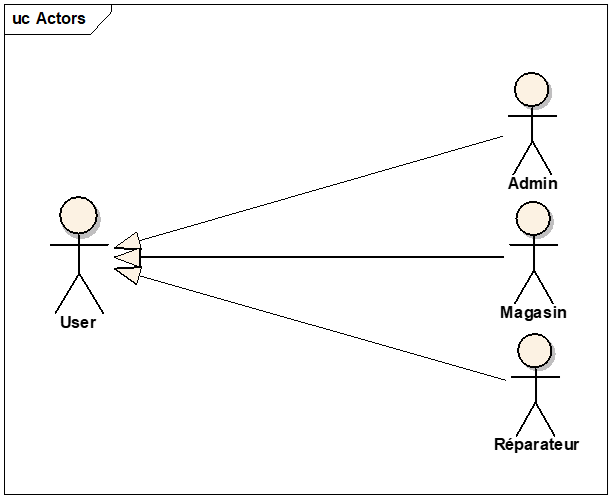 uc Actors
Admin
User
Magasin
Réparateur